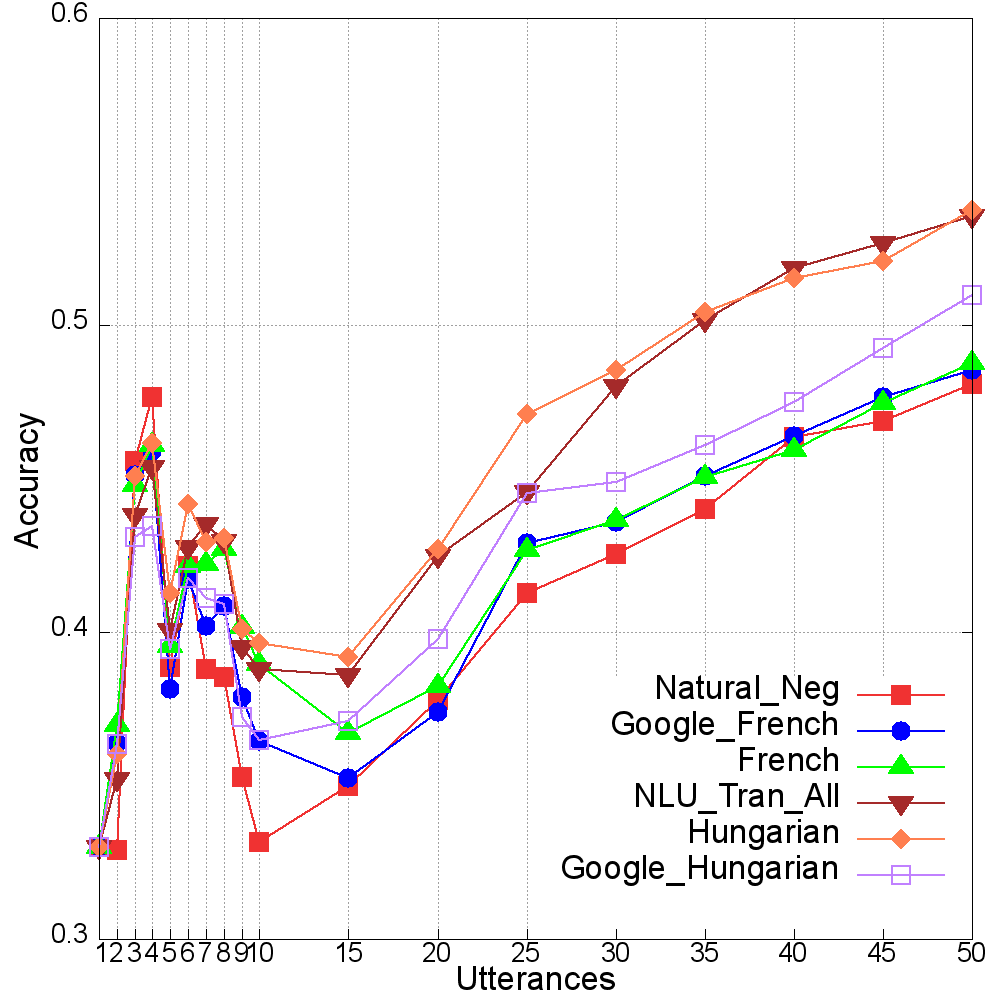 0.6
0.5
0.4
0.3
Accuracy
Natural_Neg
Google_French
French
NLU_Tran_All
Hungarian
Google_Hungarian
1 2 3 4 5 6 7 8 9 10 15 20 25 30 35 40 45 50
Utterances